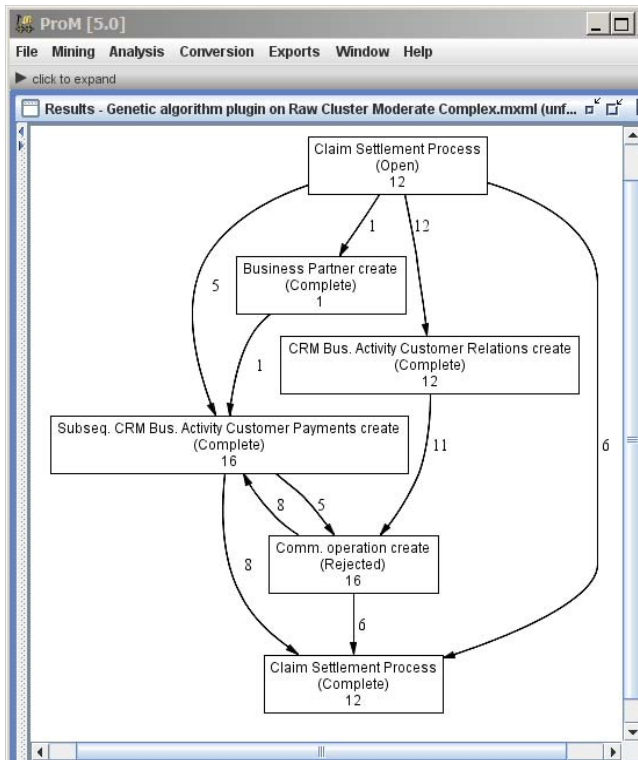 ProM [5.0]
File Mining Analysis Conversion Exports Window Help
click to expand
Results - Genetic algorithm plugin on Raw Cluster Moderate Complex.mxml (unf...
Claim Settlement Process
(Open)
12
1
12
Business Partner create
(Complete)
1
5
CRM Bus. Activity Customer Relations create
(Complete)
12
1
Subseq. CRM Bus. Activity Customer Payments create
(Complete)
16
11
6
8
5
Comm. operation create
(Rejected)
16
8
6
Claim Settlement Process
(Complete)
12